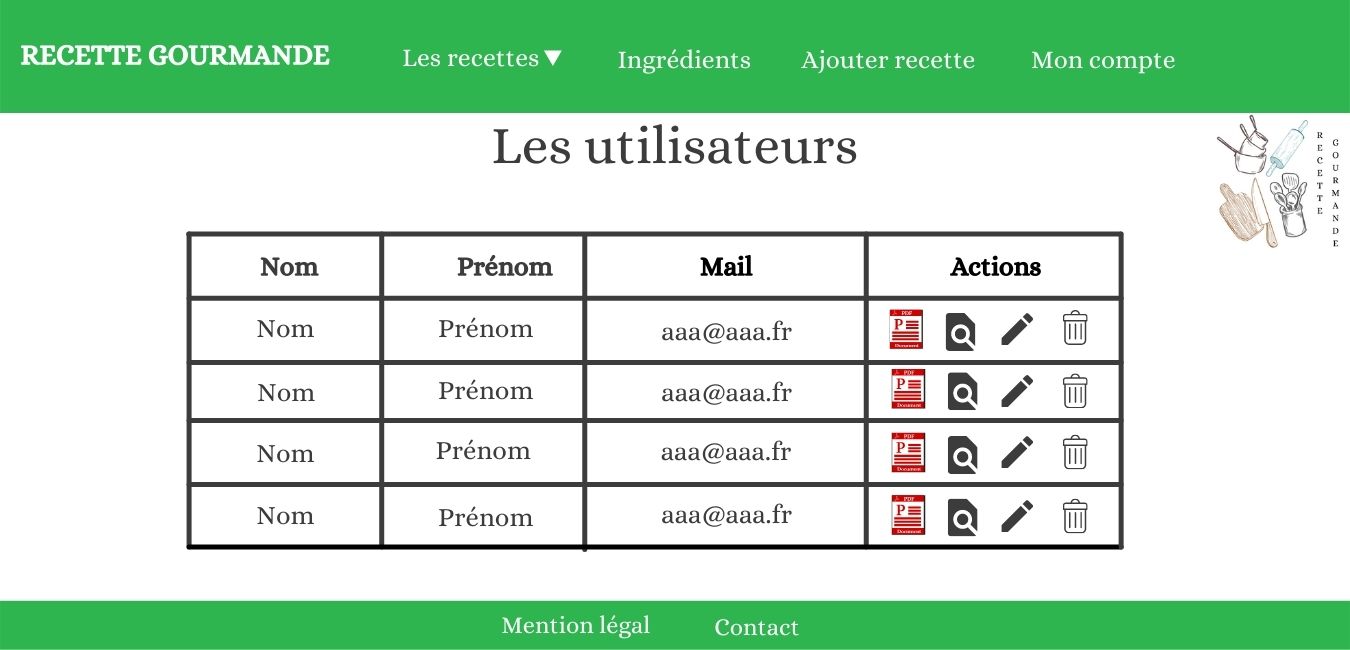 RECETTE GOURMANDE
Les recettes ▼
Ingrédients
Ajouter recette
Mon compte
Les utilisateurs
RECETTE
GOURMANDE
Nom Prénom Mail Actions
Nom Prénom aaa@aaa.fr
PDF
P
Document
Nom Prénom aaa@aaa.fr
PDF
P
Document
Nom Prénom aaa@aaa.fr
PDF
P
Document
Nom Prénom aaa@aaa.fr
PDF
P
Document
Mention légal
Contact